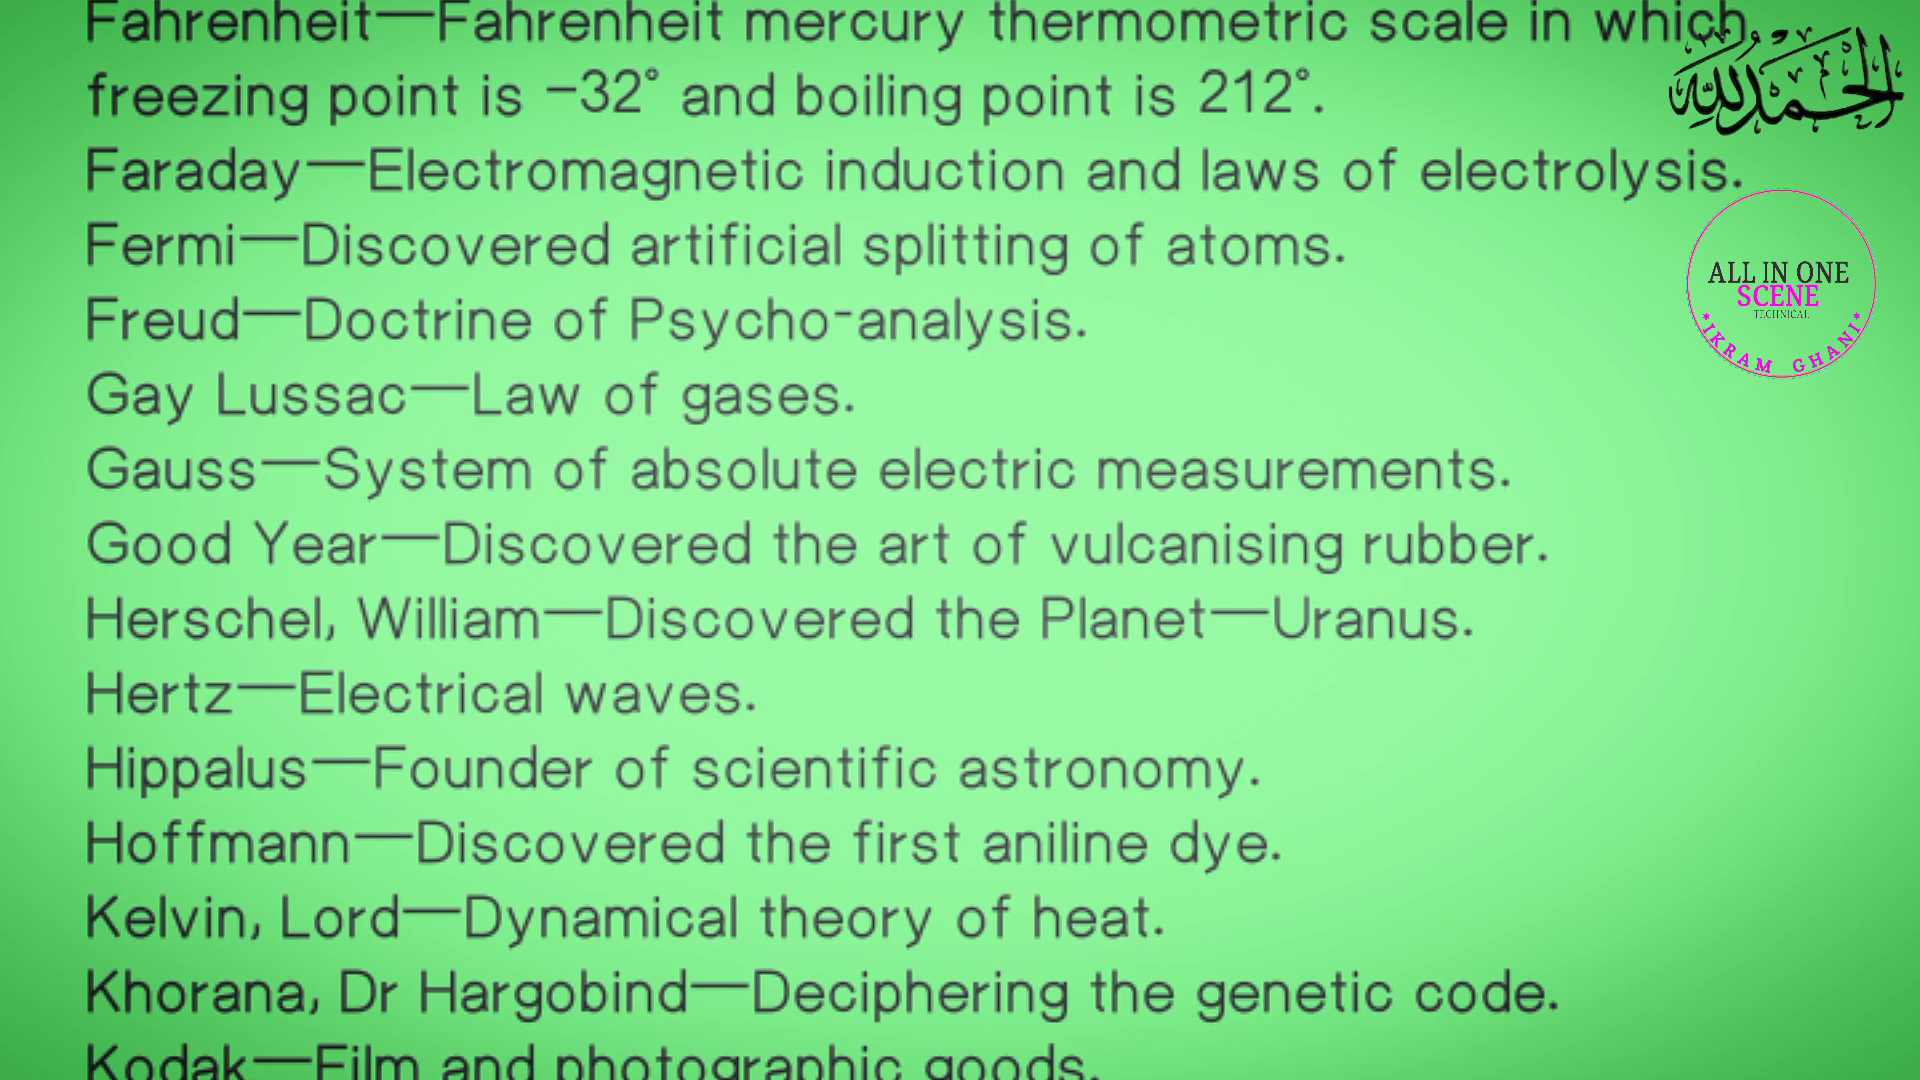 Fahrenheit—Fahrenheit mercury thermometric scale in which
freezing point is −32° and boiling point is 212°.
Faraday—Electromagnetic induction and laws of electrolysis.
Fermi—Discovered artificial splitting of atoms.
Freud—Doctrine of Psycho-analysis.
Gay Lussac—Law of gases.
Gauss—System of absolute electric measurements.
Good Year—Discovered the art of vulcanising rubber.
Herschel, William—Discovered the Planet—Uranus.
Hertz—Electrical waves.
Hippalus—Founder of scientific astronomy.
Hoffmann—Discovered the first aniline dye.
Kelvin, Lord—Dynamical theory of heat.
Khorana, Dr Hargobind—Deciphering the genetic code.
Kodak—Film and photographic goods.
الحمد لله
ALL IN ONE
SCENE
TECHNICAL
*IKRAM GHANI*